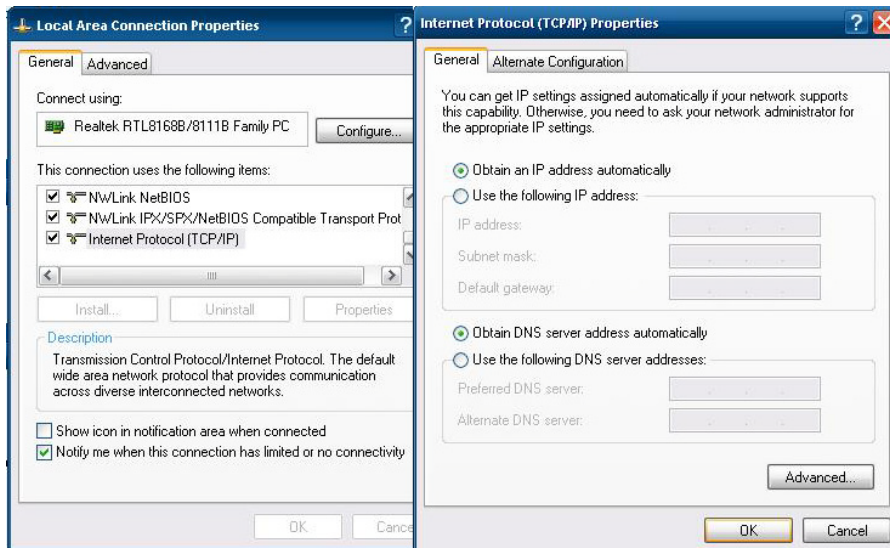 Local Area Connection Properties
General
Advanced
Connect using:
Realtek RTL8168B/8111B Family PC
Configure...
This connection uses the following items:
NWLink NetBIOS
NWLink IPX/SPX/NetBIOS Compatible Transport Prot
Internet Protocol (TCP/IP)
Install...
Uninstall
Properties
Description
Transmission Control Protocol/Internet Protocol. The default
wide area network protocol that provides communication
across diverse interconnected networks.
Show icon in notification area when connected
Notify me when this connection has limited or no connectivity
OK
Cance
Internet Protocol (TCP/IP) Properties
General
Alternate Configuration
You can get IP settings assigned automatically if your network supports
this capability. Otherwise, you need to ask your network administrator for
the appropriate IP settings.
Obtain an IP address automatically
Use the following IP address:
IP address:
Subnet mask:
Default gateway:
Obtain DNS server address automatically
Use the following DNS server addresses:
Preferred DNS server:
Alternate DNS server:
Advanced...
OK
Cancel